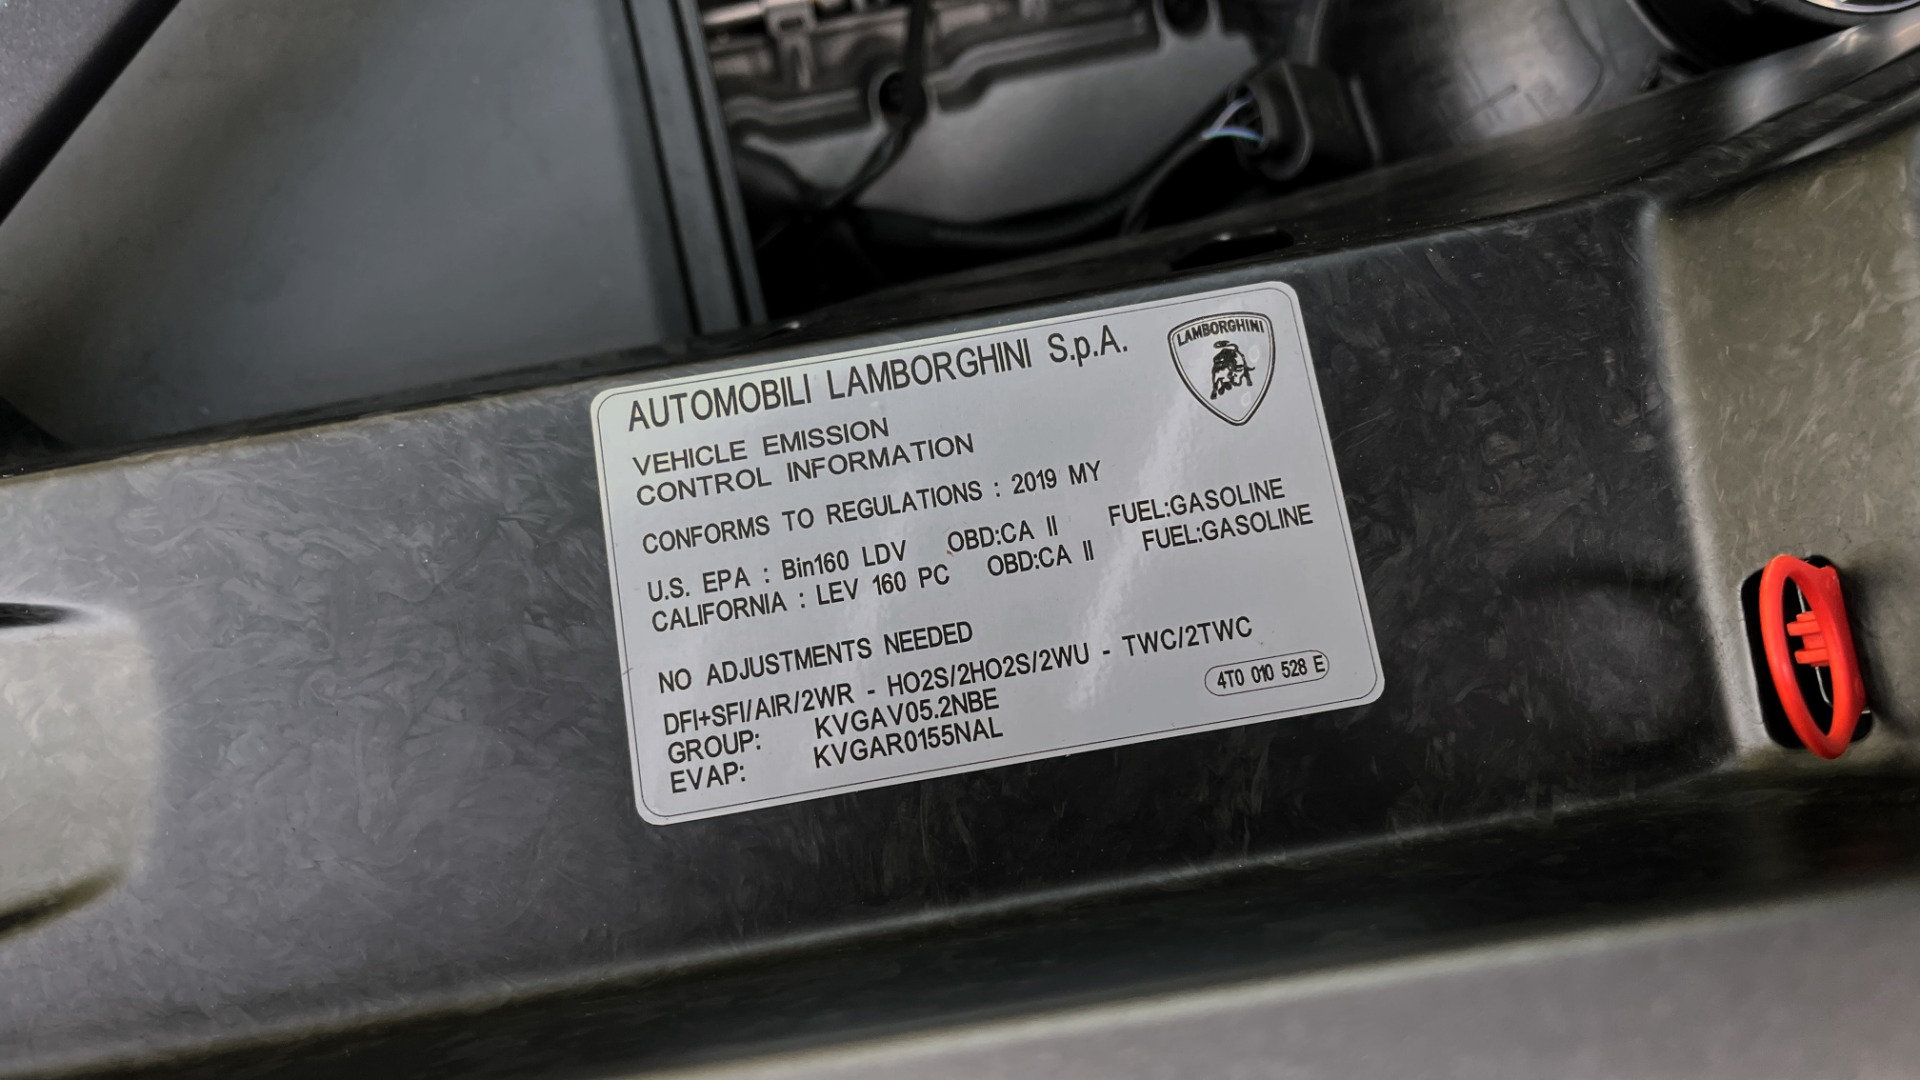 AUTOMOBILI LAMBORGHINI S.p.A.
LAMBORGHINI
VEHICLE EMISSION
CONTROL INFORMATION
CONFORMS TO REGULATIONS : 2019 MY
U.S. EPA : Bin160 LDV OBD:CA II FUEL:GASOLINE
CALIFORNIA : LEV 160 PC OBD:CA II FUEL:GASOLINE
NO ADJUSTMENTS NEEDED
DFI+SFI/AIR/2WR - HO2S/2HO2S/2WU - TWC/2TWC
GROUP: KVGAV05.2NBE
EVAP: KVGAR0155NAL
4T0 010 528 E